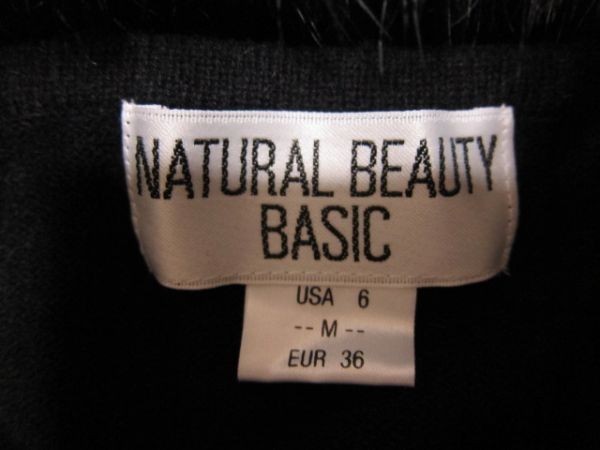 NATURAL BEAUTY
BASIC
USA 6
-- M --
EUR 36